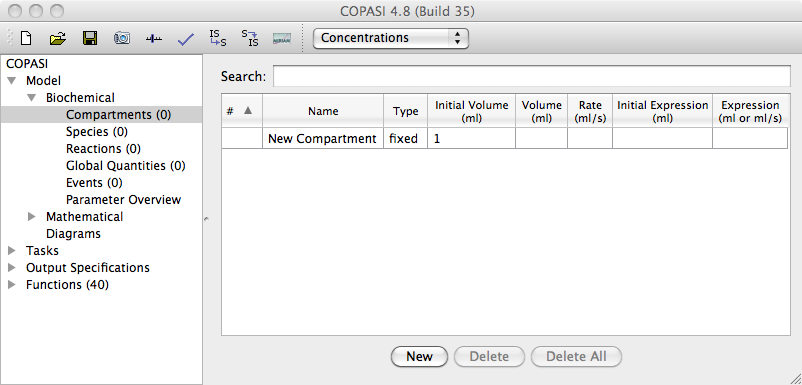 COPASI 4.8 (Build 35)
IS S
S IS
Concentrations
COPASI
Model
Biochemical
Compartments (0)
Species (0)
Reactions (0)
Global Quantities (0)
Events (0)
Parameter Overview
Mathematical
Diagrams
Tasks
Output Specifications
Functions (40)
Search:
# Name Type Initial Volume (ml) Volume (ml) Rate (ml/s) Initial Expression (ml) Expression (ml or ml/s)
New Compartment fixed 1
New Delete Delete All